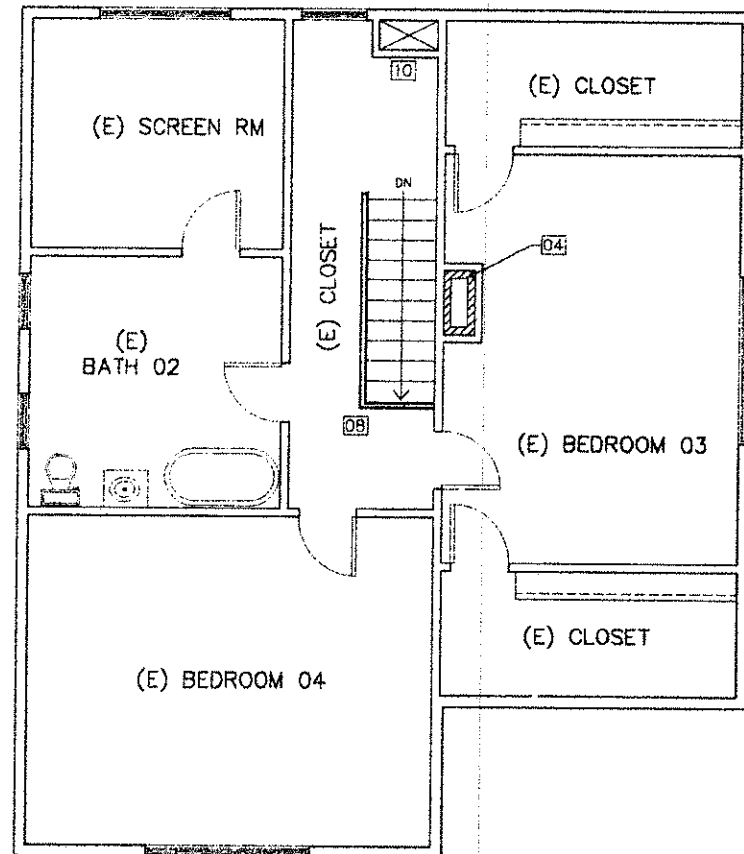 10
(E) CLOSET
(E) SCREEN RM
DN
04
(E) CLOSET
(E)
BATH 02
08
(E) BEDROOM 03
(E) CLOSET
(E) BEDROOM 04